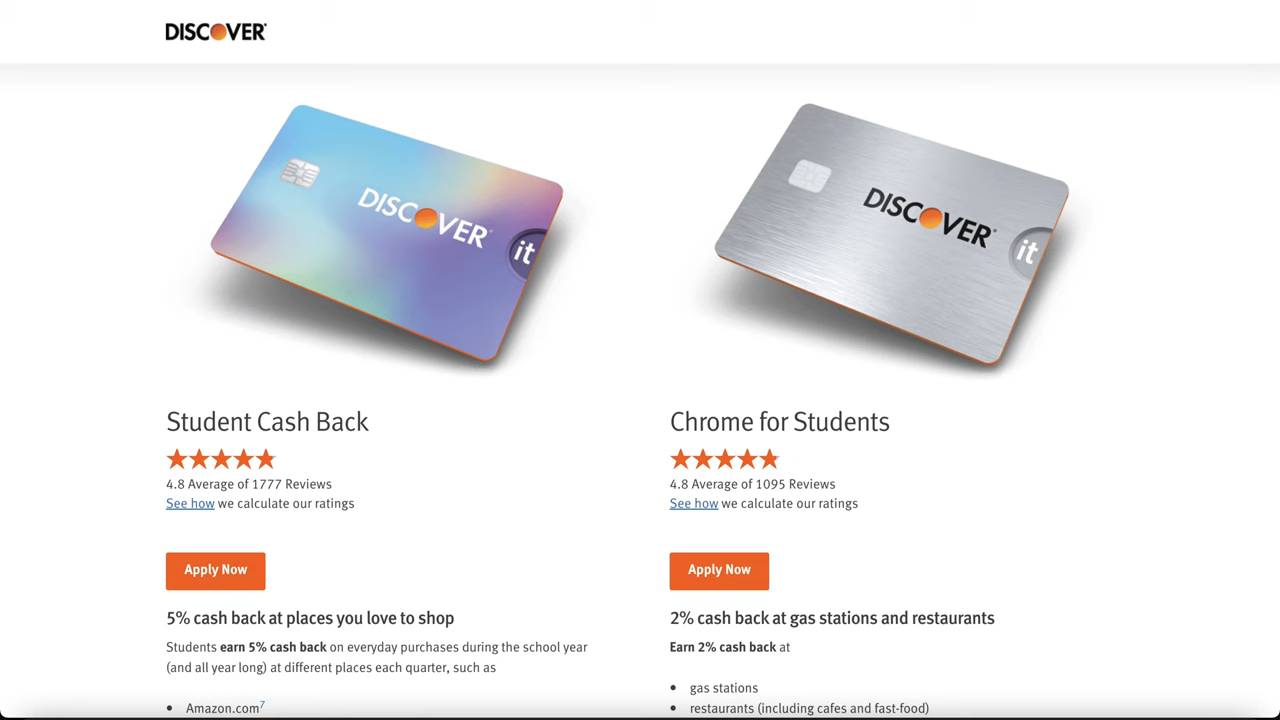 DISCOVER
DISCOVER
it
DISCOVER
it
Student Cash Back
4.8 Average of 1777 Reviews
See how we calculate our ratings
Apply Now
5% cash back at places you love to shop
Students earn 5% cash back on everyday purchases during the school year
(and all year long) at different places each quarter, such as
• Amazon.com7
Chrome for Students
4.8 Average of 1095 Reviews
See how we calculate our ratings
Apply Now
2% cash back at gas stations and restaurants
Earn 2% cash back at
• gas stations
• restaurants (including cafes and fast-food)